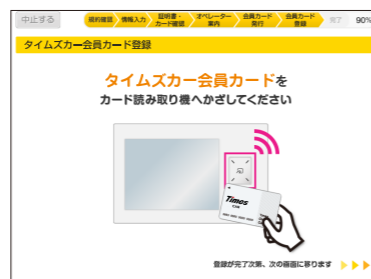 中止する
規約確認
情報入力
証明書・
カード確認
オペレーター
案内
会員カード
発行
会員カード
登録
完了
90%
タイムズカー会員カード登録
タイムズカー会員カードを
カード読み取り機へかざしてください
Times
登録が完了次第、次の画面に移ります